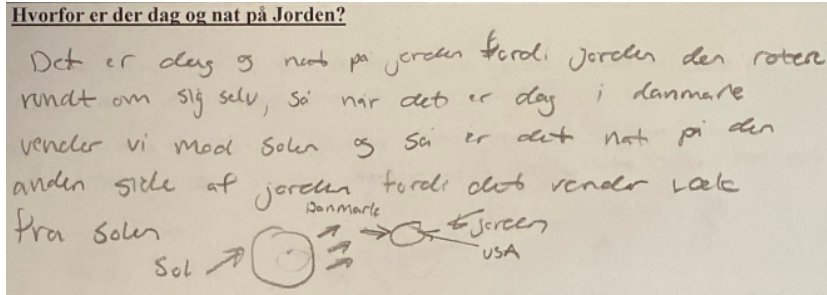 Hvorfor er der dag og nat på Jorden?
Det er dag og nat på jorden fordi jorden den rotere
rundt om sig selv, så når det er dag i danmark
vender vi mod solen og så er det nat på den
anden side af jorden fordi det vender væk
fra solen
Danmark
Sol
jorden
USA